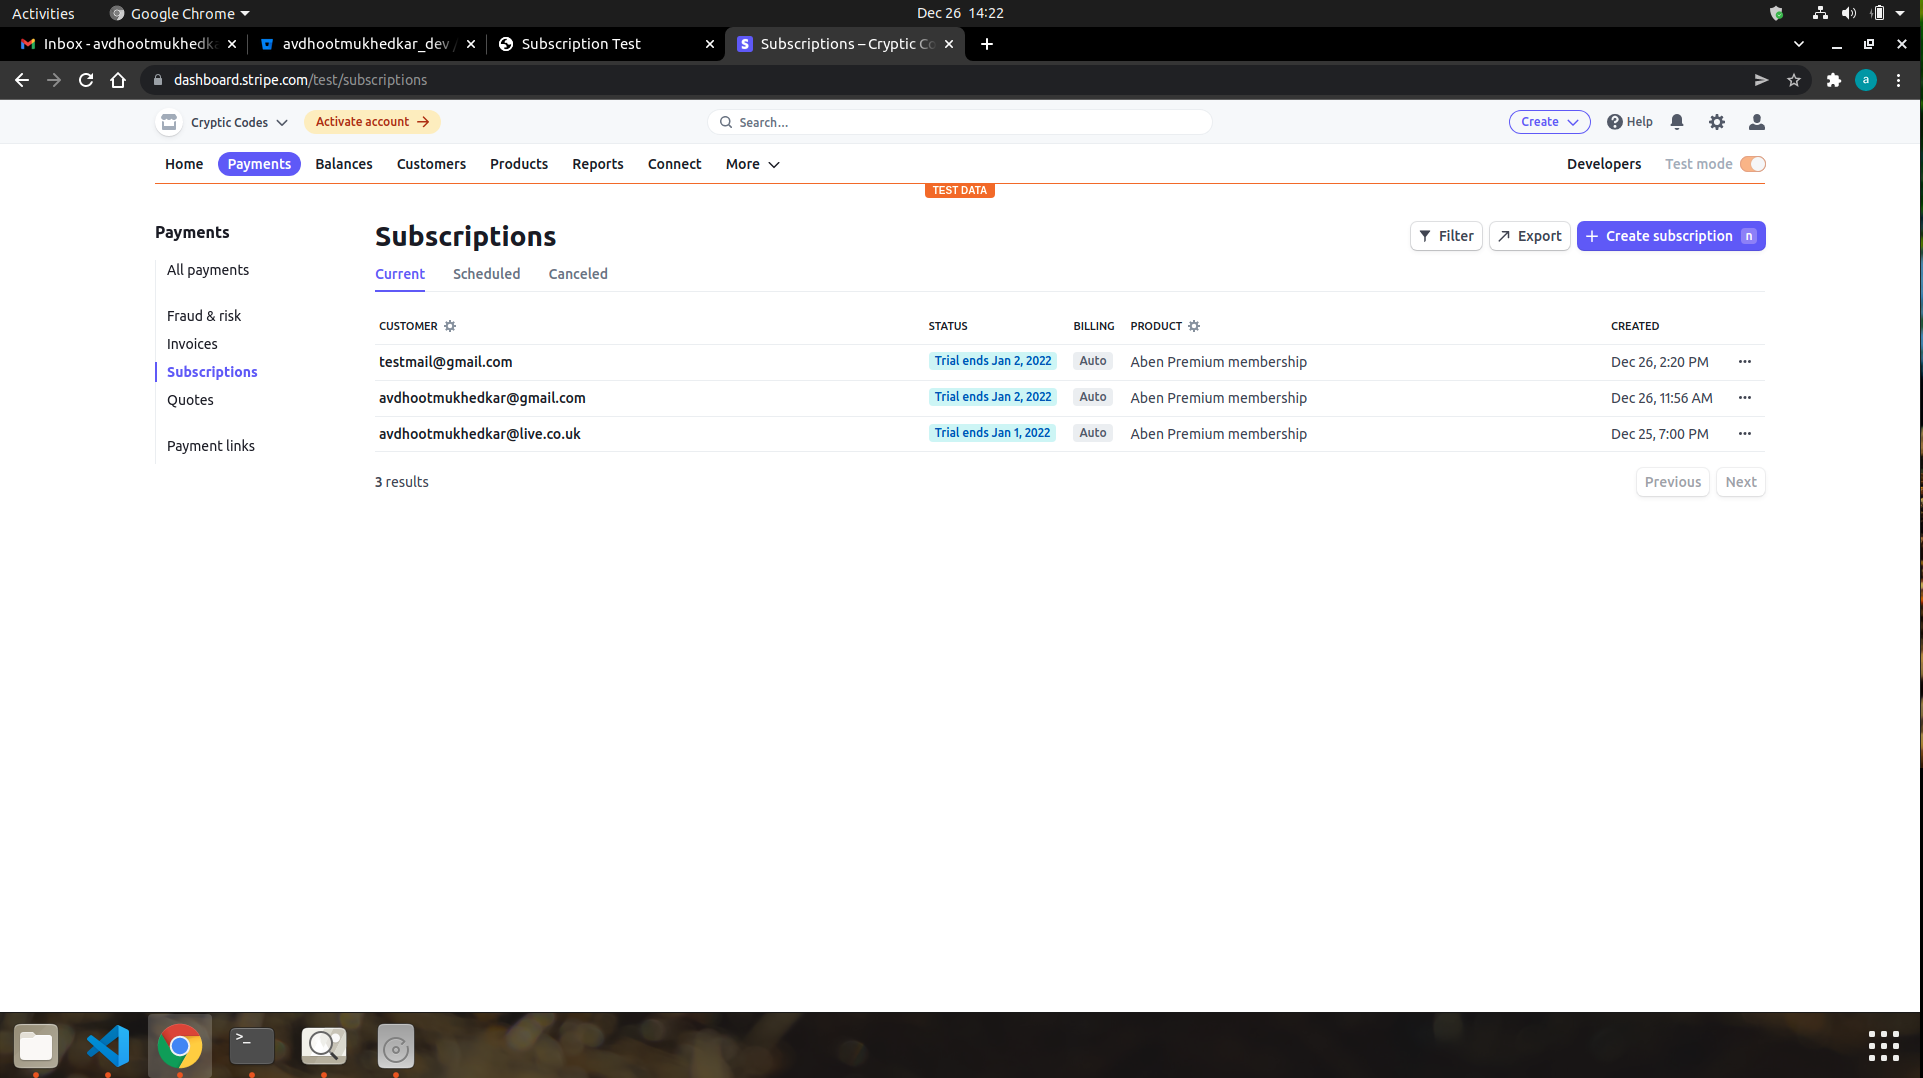 Activities Google Chrome Dec 26 14:22
Inbox - avdhootmukhedka avdhootmukhedkar_dev / Subscription Test Subscriptions – Cryptic Co
dashboard.stripe.com/test/subscriptions a
Cryptic Codes Activate account → Search... Create Help
Home Payments Balances Customers Products Reports Connect More Developers Test mode
TEST DATA
Payments
All payments
Fraud & risk
Invoices
Subscriptions
Quotes
Payment links
Subscriptions Filter Export + Create subscription n
Current Scheduled Canceled
CUSTOMER STATUS BILLING PRODUCT CREATED
testmail@gmail.com Trial ends Jan 2, 2022 Auto Aben Premium membership Dec 26, 2:20 PM
avdhootmukhedkar@gmail.com Trial ends Jan 2, 2022 Auto Aben Premium membership Dec 26, 11:56 AM
avdhootmukhedkar@live.co.uk Trial ends Jan 1, 2022 Auto Aben Premium membership Dec 25, 7:00 PM
3 results Previous Next